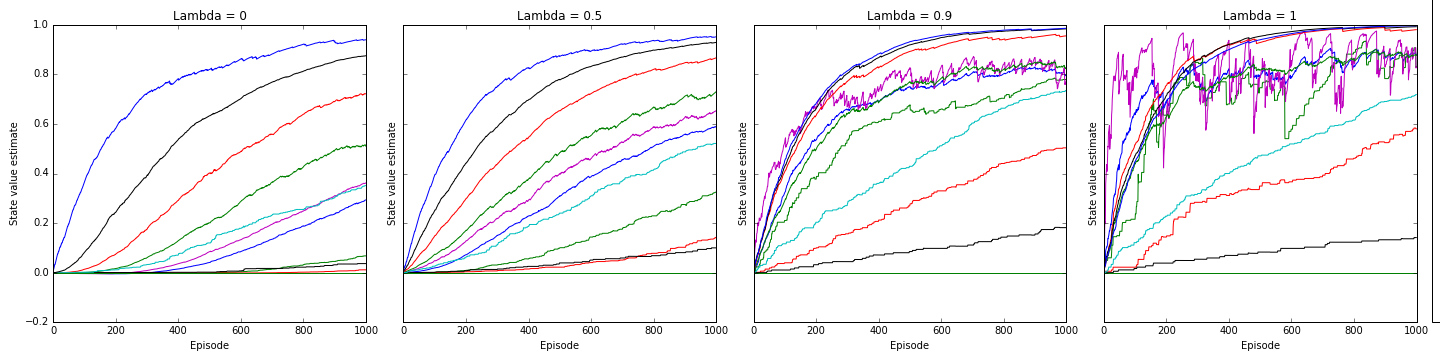 Lambda = 0
Lambda = 0.5
Lambda = 0.9
Lambda = 1
State value estimate
1.0
0.8
0.6
0.4
0.2
0.0
−0.2
0
200
400
600
800
1000
Episode
State value estimate
0
200
400
600
800
1000
Episode
State value estimate
0
200
400
600
800
1000
Episode
State value estimate
0
200
400
600
800
1000
Episode